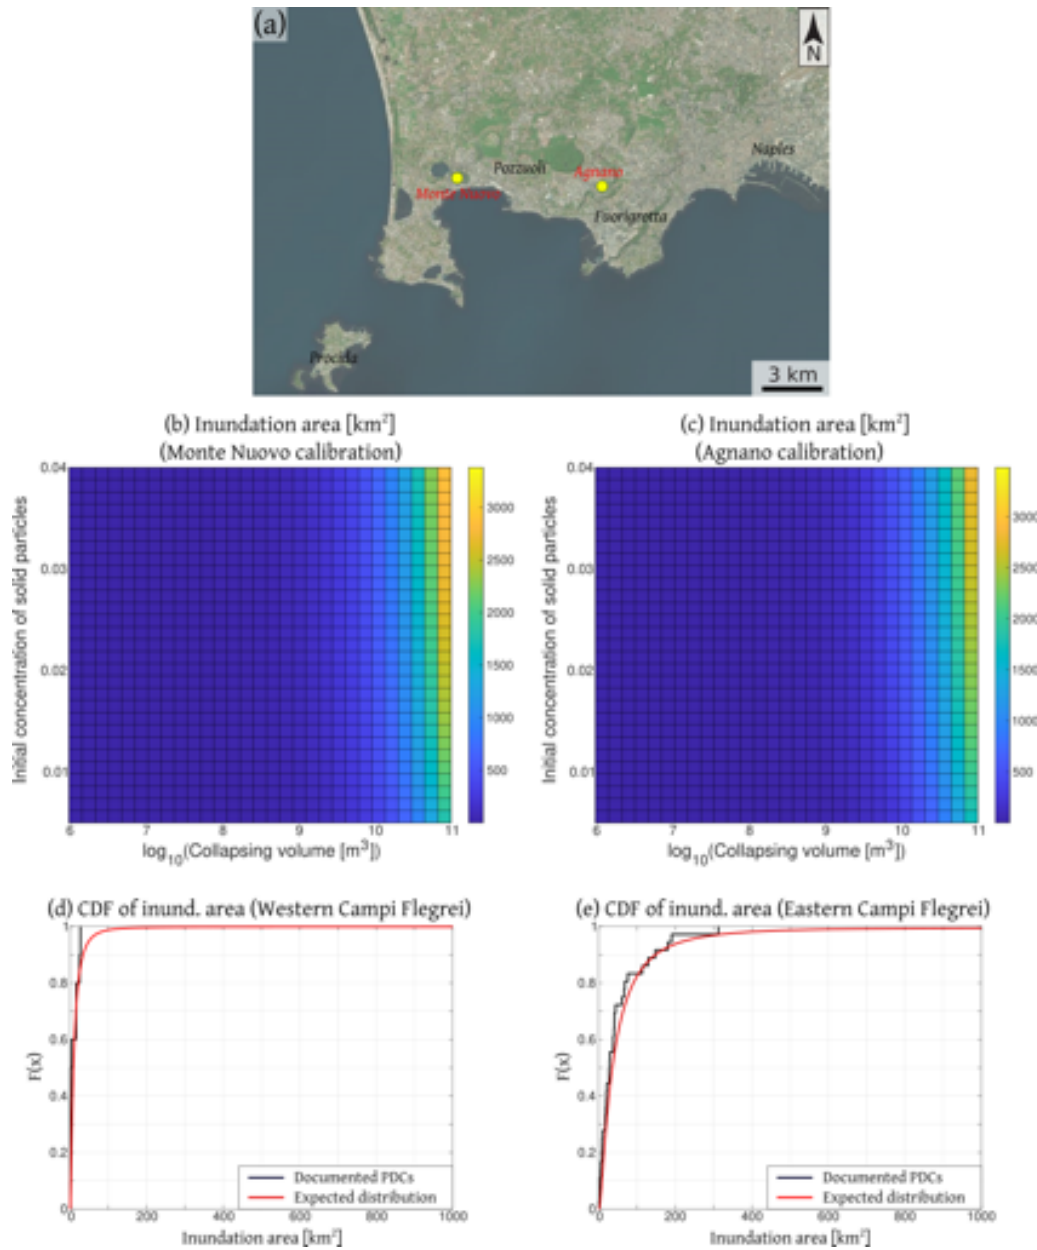 (a)
N
Naples
Pozzuoli
Agnano
Monte Nuovo
Fuorigrotta
Procida
3 km
(b) Inundation area [km²]
(Monte Nuovo calibration)
(c) Inundation area [km²]
(Agnano calibration)
Initial concentration of solid particles
0.04
0.03
0.02
0.01
6 7 8 9 10 11
log₁₀(Collapsing volume [m³])
3000
2500
2000
1500
1000
500
Initial concentration of solid particles
0.04
0.03
0.02
0.01
6 7 8 9 10 11
log₁₀(Collapsing volume [m³])
3000
2500
2000
1500
1000
500
(d) CDF of inund. area (Western Campi Flegrei)
F(x)
1
0.8
0.6
0.4
0.2
0
0 200 400 600 800 1000
Inundation area [km²]
Documented PDCs
Expected distribution
(e) CDF of inund. area (Eastern Campi Flegrei)
F(x)
1
0.8
0.6
0.4
0.2
0
0 200 400 600 800 1000
Inundation area [km²]
Documented PDCs
Expected distribution